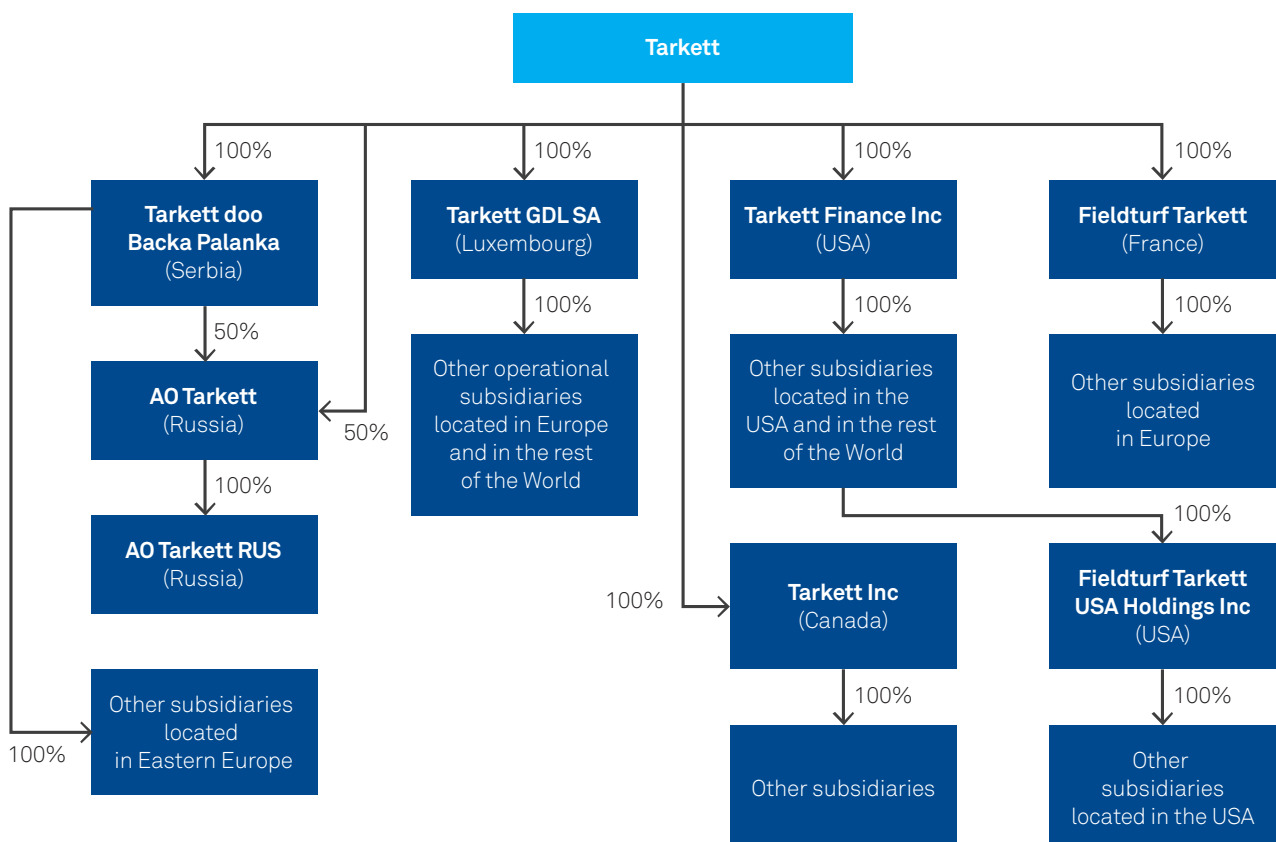 Tarkett
100%
100%
100%
100%
Tarkett doo
Backa Palanka
(Serbia)
Tarkett GDL SA
(Luxembourg)
Tarkett Finance Inc
(USA)
Fieldturf Tarkett
(France)
50%
100%
100%
100%
AO Tarkett
(Russia)
50%
Other operational
subsidiaries
located in Europe
and in the rest
of the World
Other subsidiaries
located in the
USA and in the rest
of the World
Other subsidiaries
located
in Europe
100%
100%
AO Tarkett RUS
(Russia)
100%
Tarkett Inc
(Canada)
Fieldturf Tarkett
USA Holdings Inc
(USA)
100%
100%
100%
Other subsidiaries
located
in Eastern Europe
Other subsidiaries
Other
subsidiaries
located in the USA